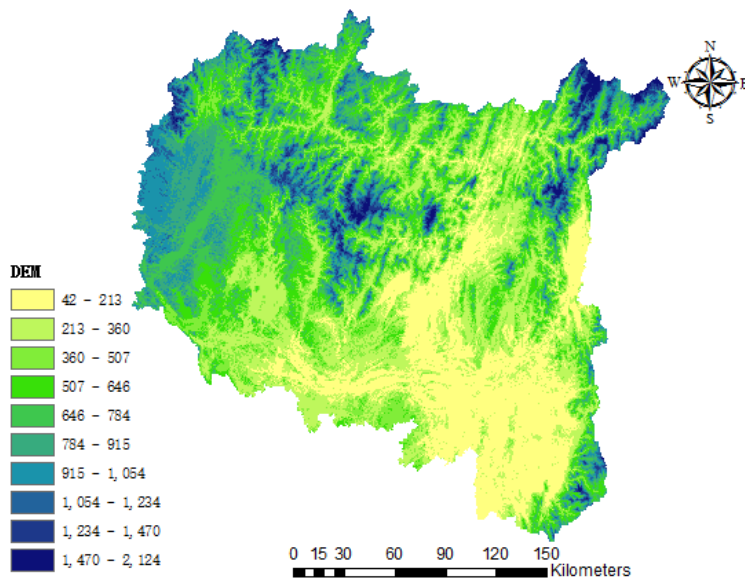 N
W E
S
DEM
42 - 213
213 - 360
360 - 507
507 - 646
646 - 784
784 - 915
915 - 1,054
1,054 - 1,234
1,234 - 1,470
1,470 - 2,124
0 15 30 60 90 120 150
Kilometers